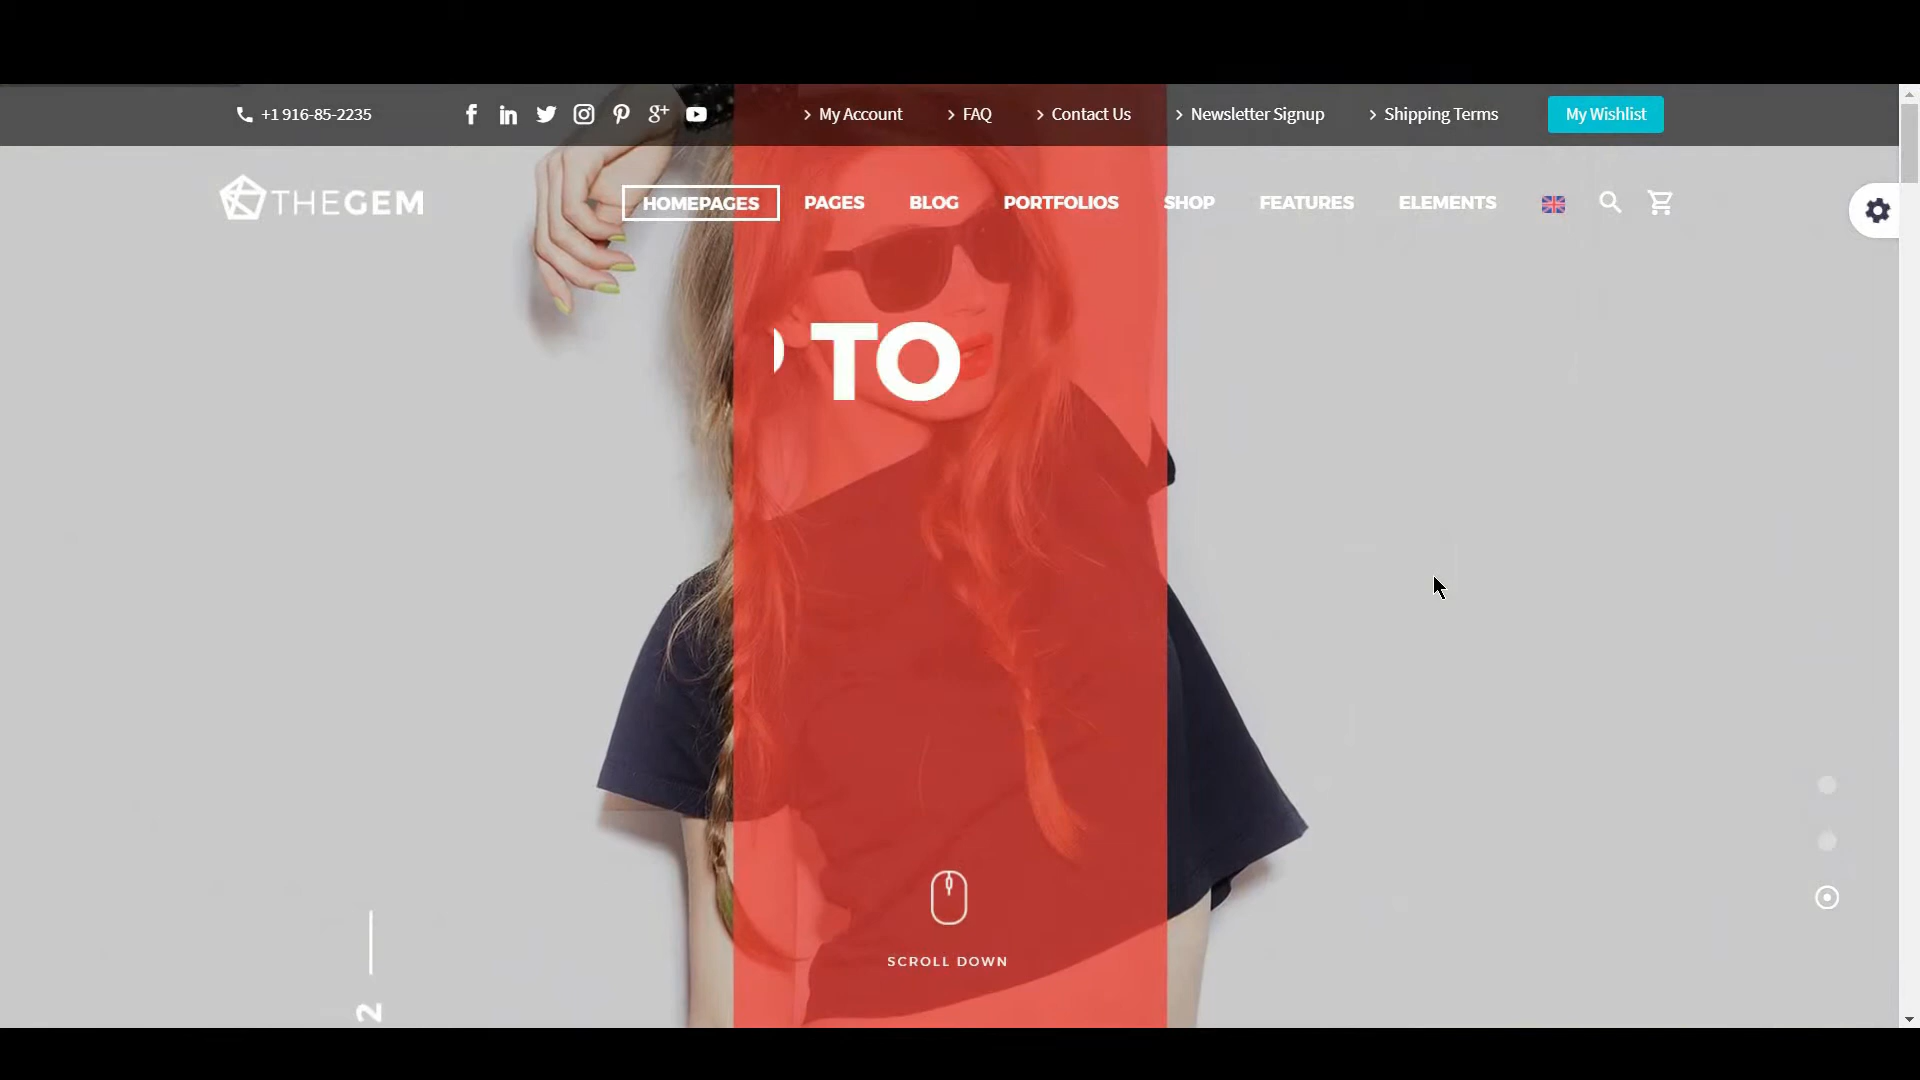 +1 916-85-2235
My Account
FAQ
Contact Us
Newsletter Signup
Shipping Terms
My Wishlist
THEGEM
HOMEPAGES
PAGES
BLOG
PORTFOLIOS
SHOP
FEATURES
ELEMENTS
TO
SCROLL DOWN
2